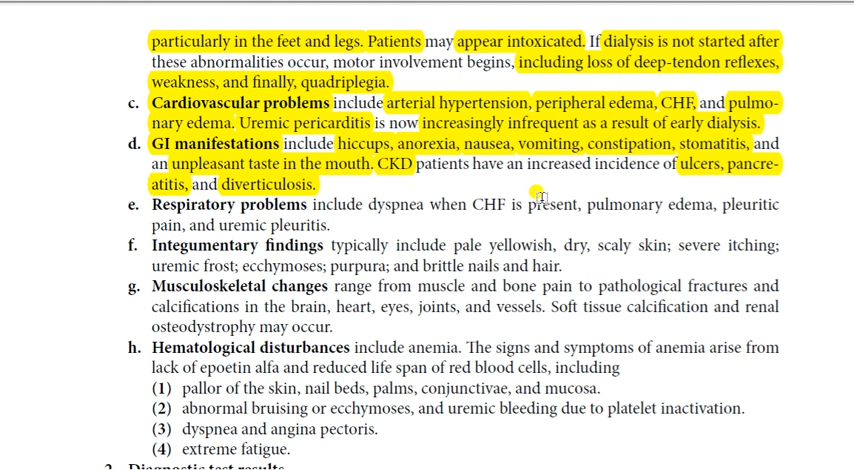 particularly in the feet and legs. Patients may appear intoxicated. If dialysis is not started after
these abnormalities occur, motor involvement begins, including loss of deep-tendon reflexes,
weakness, and finally, quadriplegia.
c. Cardiovascular problems include arterial hypertension, peripheral edema, CHF, and pulmo-
nary edema. Uremic pericarditis is now increasingly infrequent as a result of early dialysis.
d. GI manifestations include hiccups, anorexia, nausea, vomiting, constipation, stomatitis, and
an unpleasant taste in the mouth. CKD patients have an increased incidence of ulcers, pancre-
atitis, and diverticulosis.
e. Respiratory problems include dyspnea when CHF is present, pulmonary edema, pleuritic
pain, and uremic pleuritis.
f. Integumentary findings typically include pale yellowish, dry, scaly skin; severe itching;
uremic frost; ecchymoses; purpura; and brittle nails and hair.
g. Musculoskeletal changes range from muscle and bone pain to pathological fractures and
calcifications in the brain, heart, eyes, joints, and vessels. Soft tissue calcification and renal
osteodystrophy may occur.
h. Hematological disturbances include anemia. The signs and symptoms of anemia arise from
lack of epoetin alfa and reduced life span of red blood cells, including
(1) pallor of the skin, nail beds, palms, conjunctivae, and mucosa.
(2) abnormal bruising or ecchymoses, and uremic bleeding due to platelet inactivation.
(3) dyspnea and angina pectoris.
(4) extreme fatigue.
2. Diagnostic test results